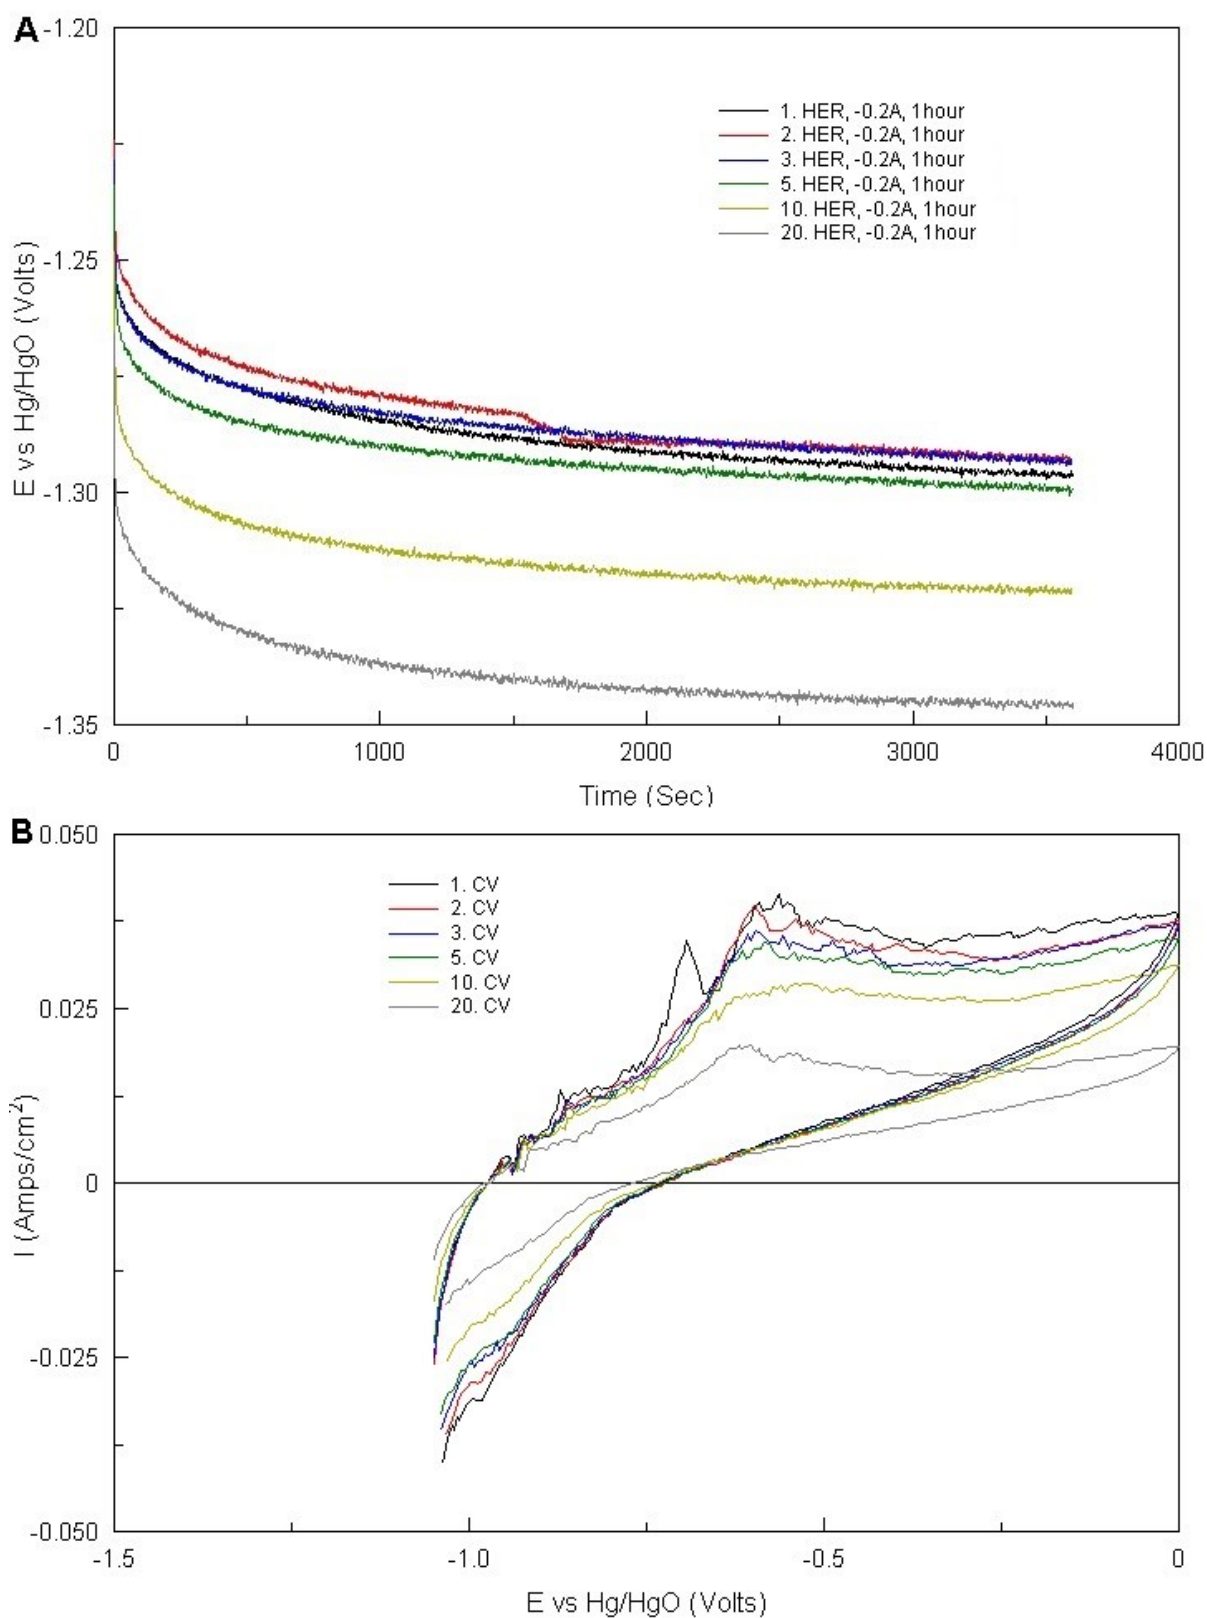 A
-1.20
-1.25
-1.30
-1.35
E vs Hg/HgO (Volts)
1. HER, -0.2A, 1hour
2. HER, -0.2A, 1hour
3. HER, -0.2A, 1hour
5. HER, -0.2A, 1hour
10. HER, -0.2A, 1hour
20. HER, -0.2A, 1hour
0 1000 2000 3000 4000
Time (Sec)
B
0.050
0.025
0
-0.025
-0.050
I (Amps/cm²)
1. CV
2. CV
3. CV
5. CV
10. CV
20. CV
-1.5 -1.0 -0.5 0
E vs Hg/HgO (Volts)